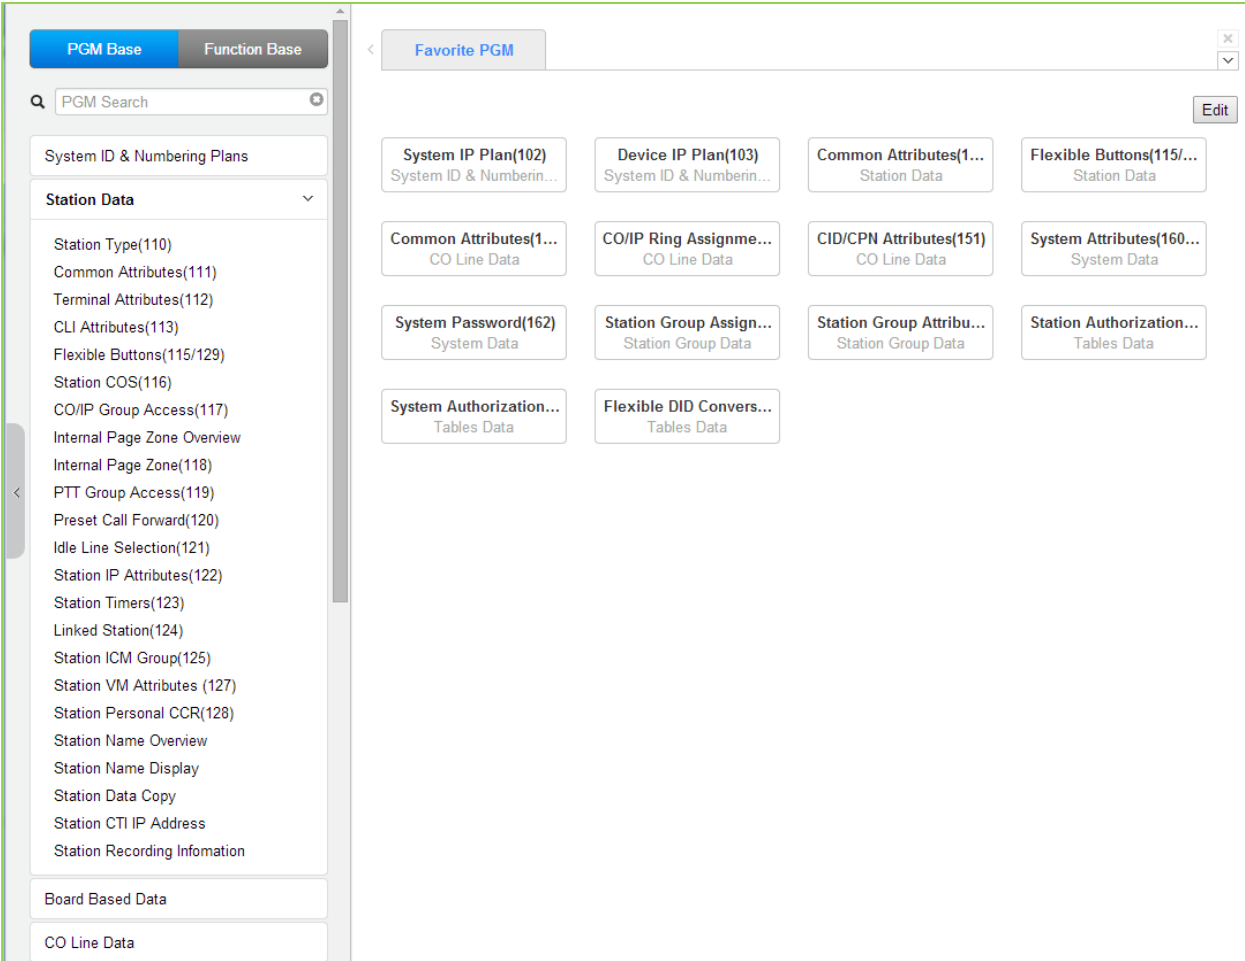 PGM Base
Function Base
PGM Search
System ID & Numbering Plans
Station Data
Station Type(110)
Common Attributes(111)
Terminal Attributes(112)
CLI Attributes(113)
Flexible Buttons(115/129)
Station COS(116)
CO/IP Group Access(117)
Internal Page Zone Overview
Internal Page Zone(118)
PTT Group Access(119)
Preset Call Forward(120)
Idle Line Selection(121)
Station IP Attributes(122)
Station Timers(123)
Linked Station(124)
Station ICM Group(125)
Station VM Attributes (127)
Station Personal CCR(128)
Station Name Overview
Station Name Display
Station Data Copy
Station CTI IP Address
Station Recording Infomation
Board Based Data
CO Line Data
Favorite PGM
Edit
System IP Plan(102)
System ID & Numberin...
Device IP Plan(103)
System ID & Numberin...
Common Attributes(1...
Station Data
Flexible Buttons(115/...
Station Data
Common Attributes(1...
CO Line Data
CO/IP Ring Assignme...
CO Line Data
CID/CPN Attributes(151)
CO Line Data
System Attributes(160...
System Data
System Password(162)
System Data
Station Group Assign...
Station Group Data
Station Group Attribu...
Station Group Data
Station Authorization...
Tables Data
System Authorization...
Tables Data
Flexible DID Convers...
Tables Data